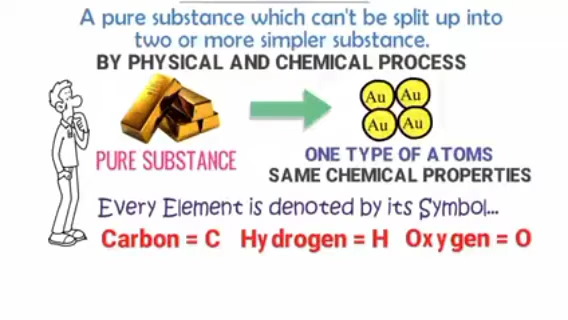 A pure substance which can't be split up into
two or more simpler substance.
BY PHYSICAL AND CHEMICAL PROCESS
Au Au
Au Au
PURE SUBSTANCE
ONE TYPE OF ATOMS
SAME CHEMICAL PROPERTIES
Every Element is denoted by its Symbol...
Carbon = C Hydrogen = H Oxygen = O